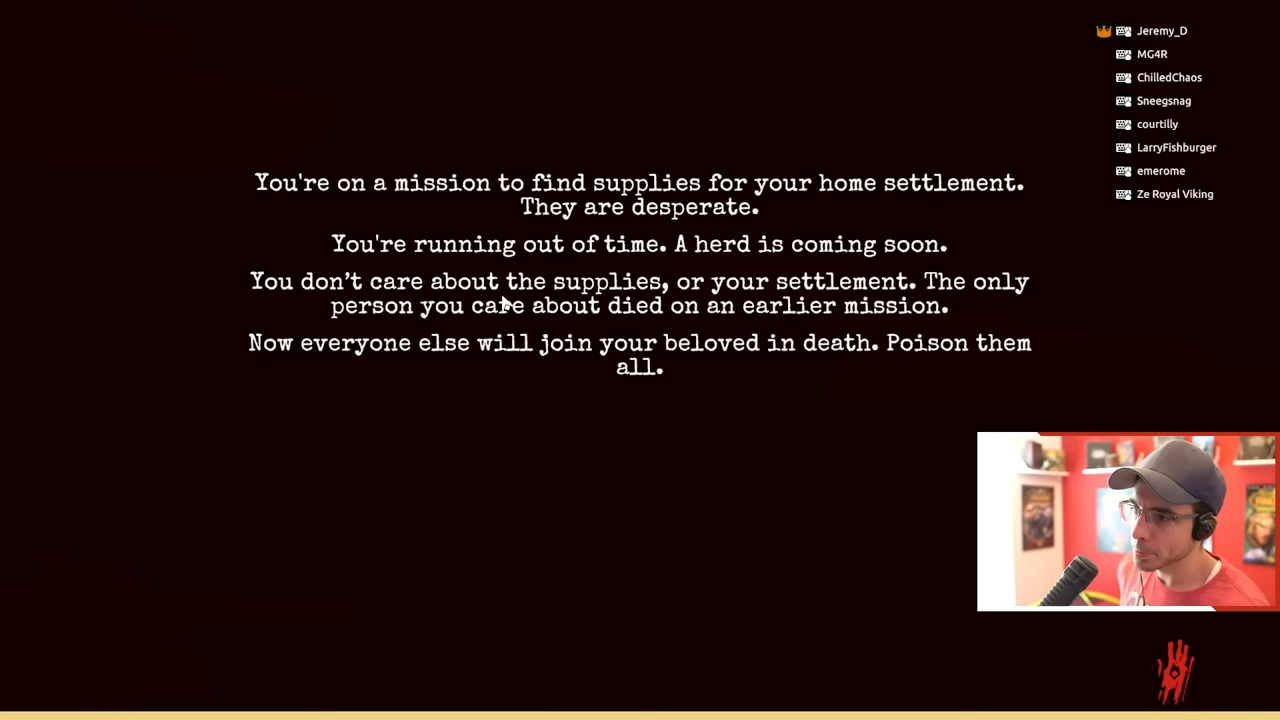 Jeremy_D
MG4R
ChilledChaos
Sneegsnag
courtilly
LarryFishburger
emerome
Ze Royal Viking
You're on a mission to find supplies for your home settlement.
They are desperate.
You're running out of time. A herd is coming soon.
You don’t care about the supplies, or your settlement. The only
person you care about died on an earlier mission.
Now everyone else will join your beloved in death. Poison them
all.